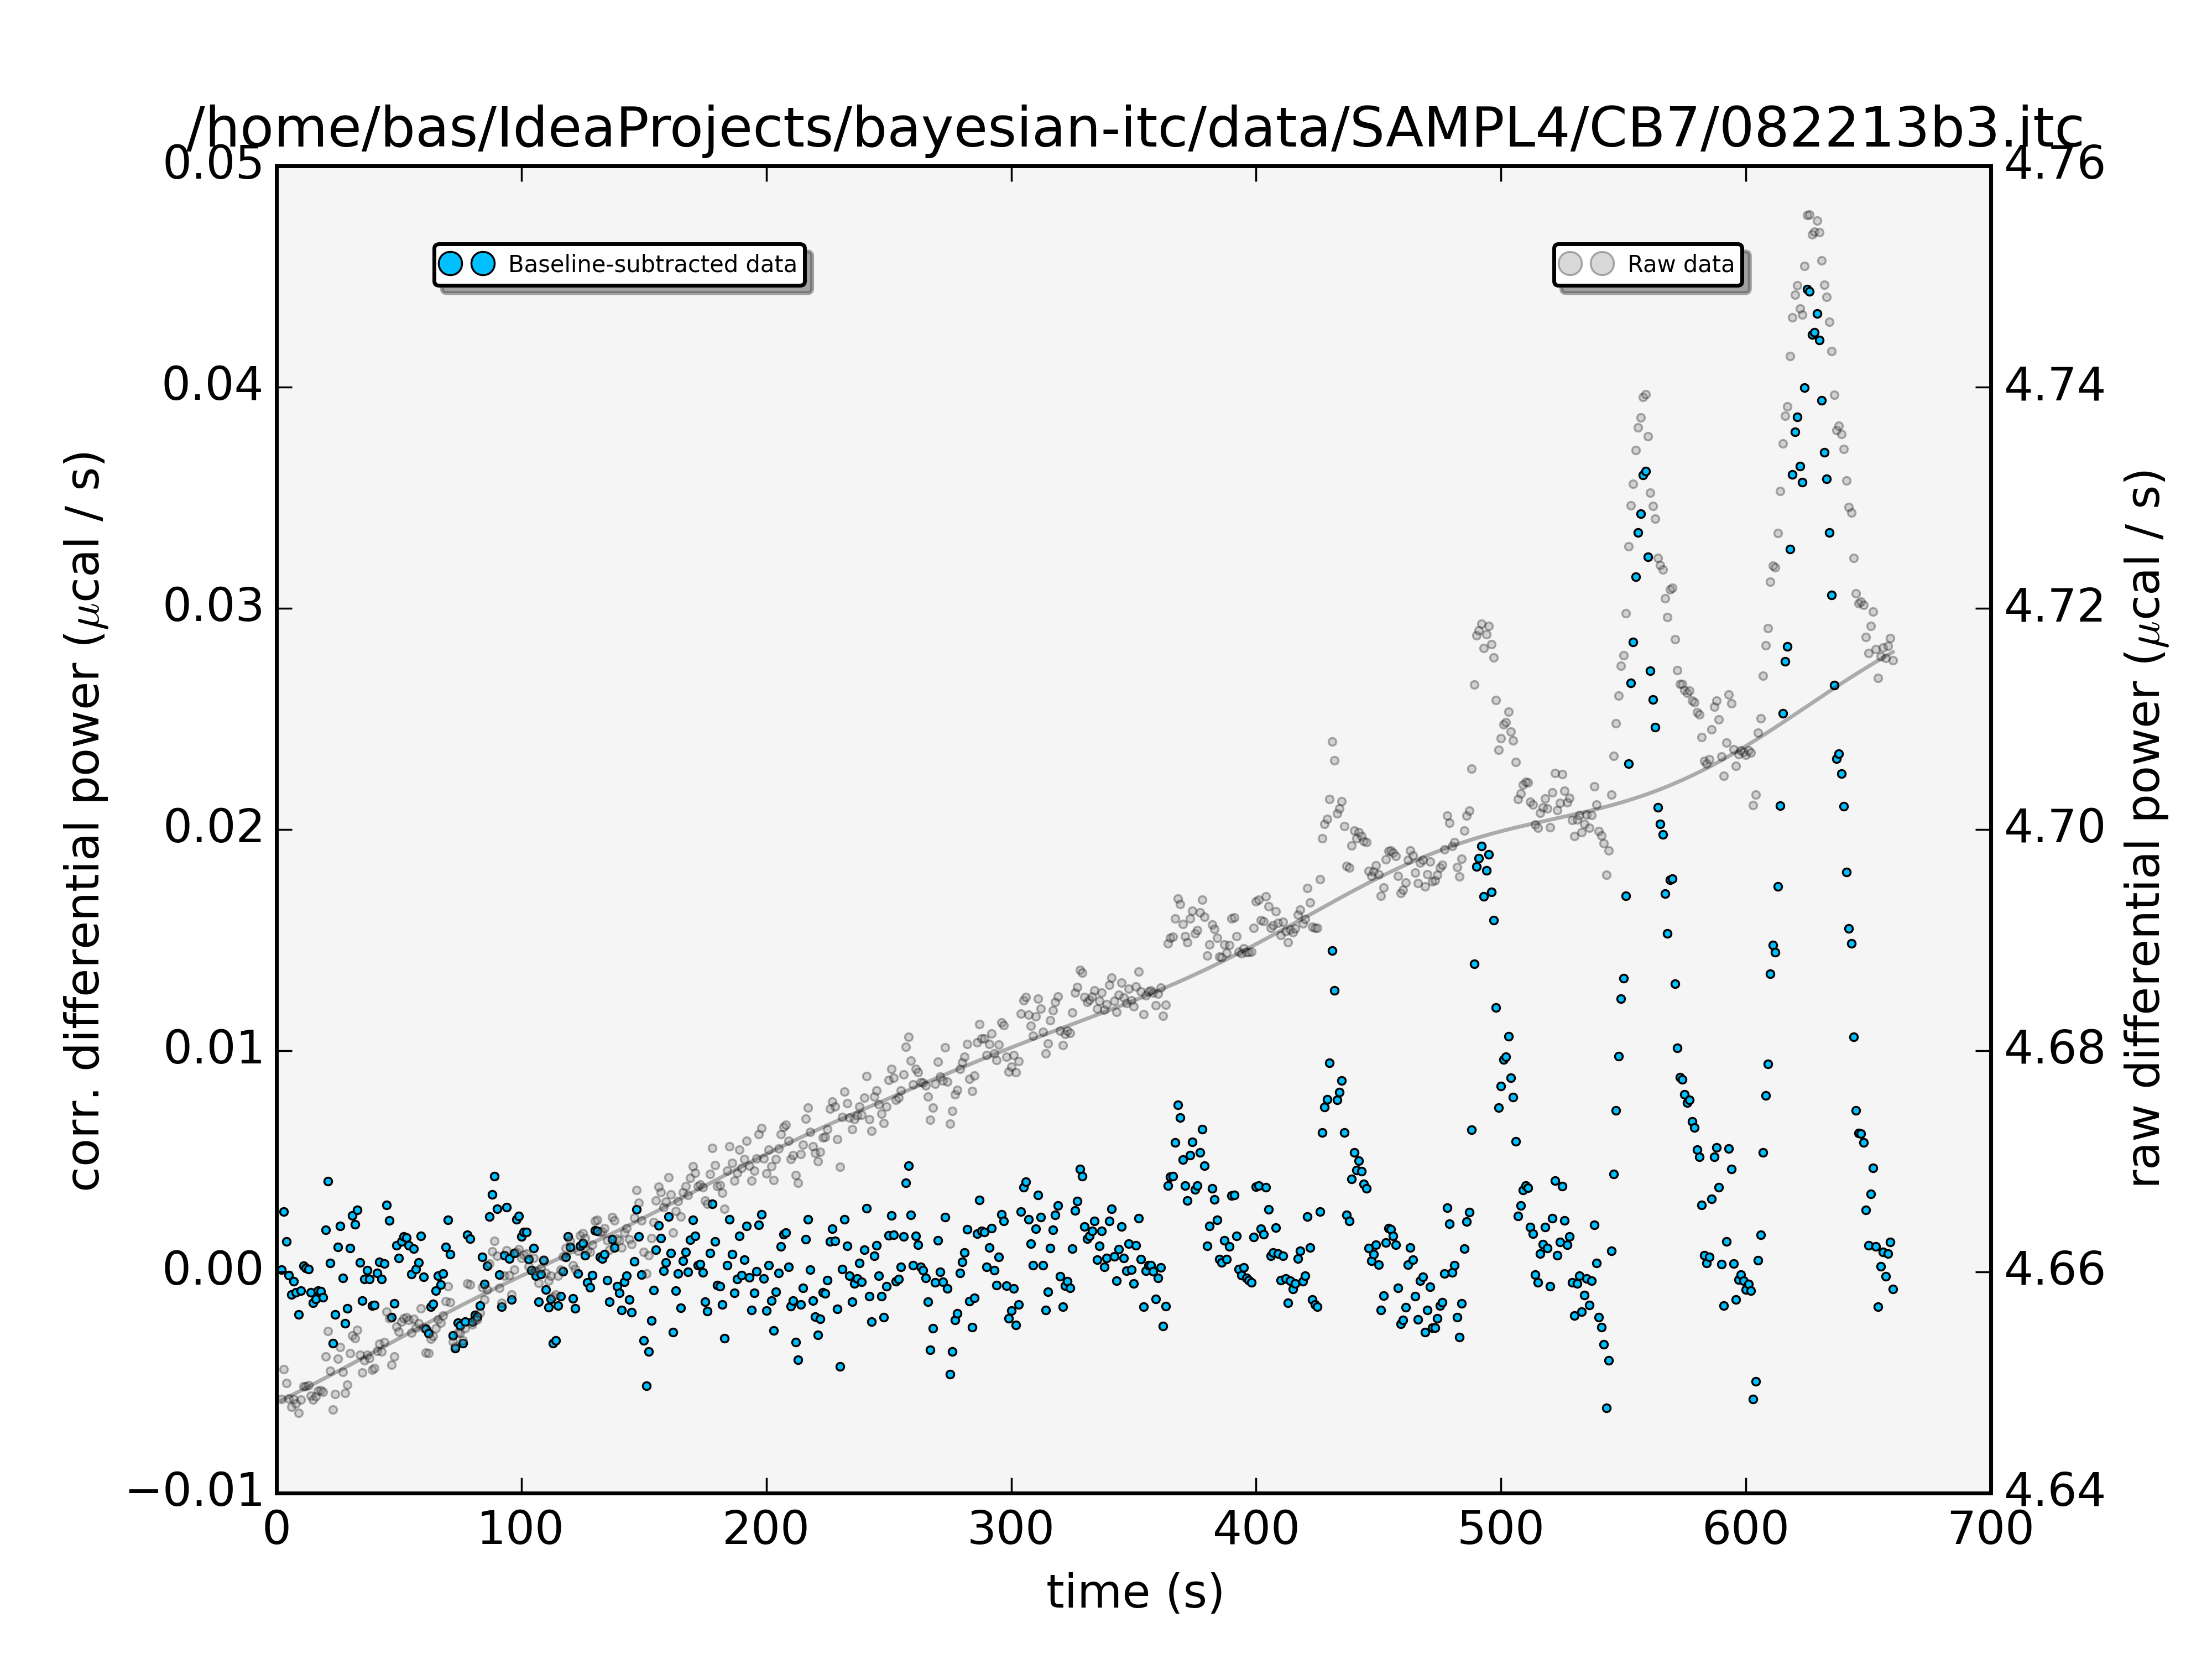 /home/bas/IdeaProjects/bayesian-itc/data/SAMPL4/CB7/082213b3.itc
Baseline-subtracted data
Raw data
corr. differential power (μcal / s)
0.05
0.04
0.03
0.02
0.01
0.00
−0.01
4.76
4.74
4.72
4.70
4.68
4.66
4.64
raw differential power (μcal / s)
0 100 200 300 400 500 600 700
time (s)